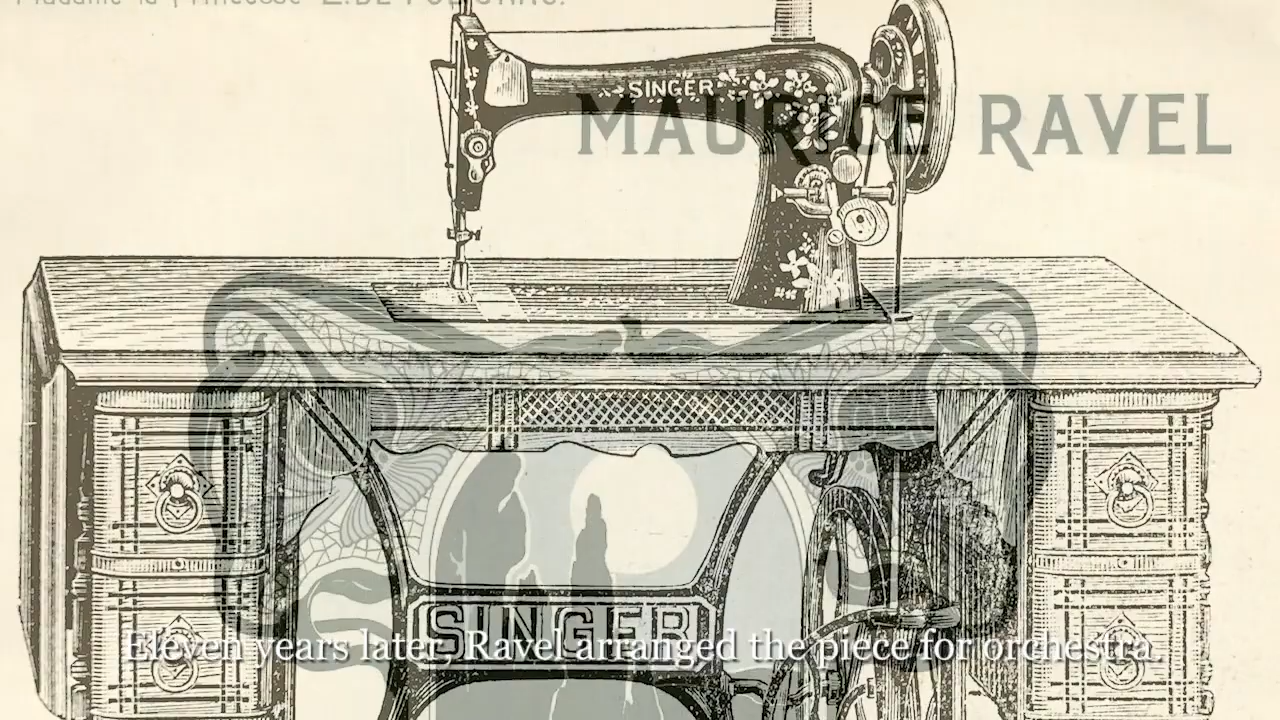 SINGER
MAURICE RAVEL
SINGER
Eleven years later, Ravel arranged the piece for orchestra.